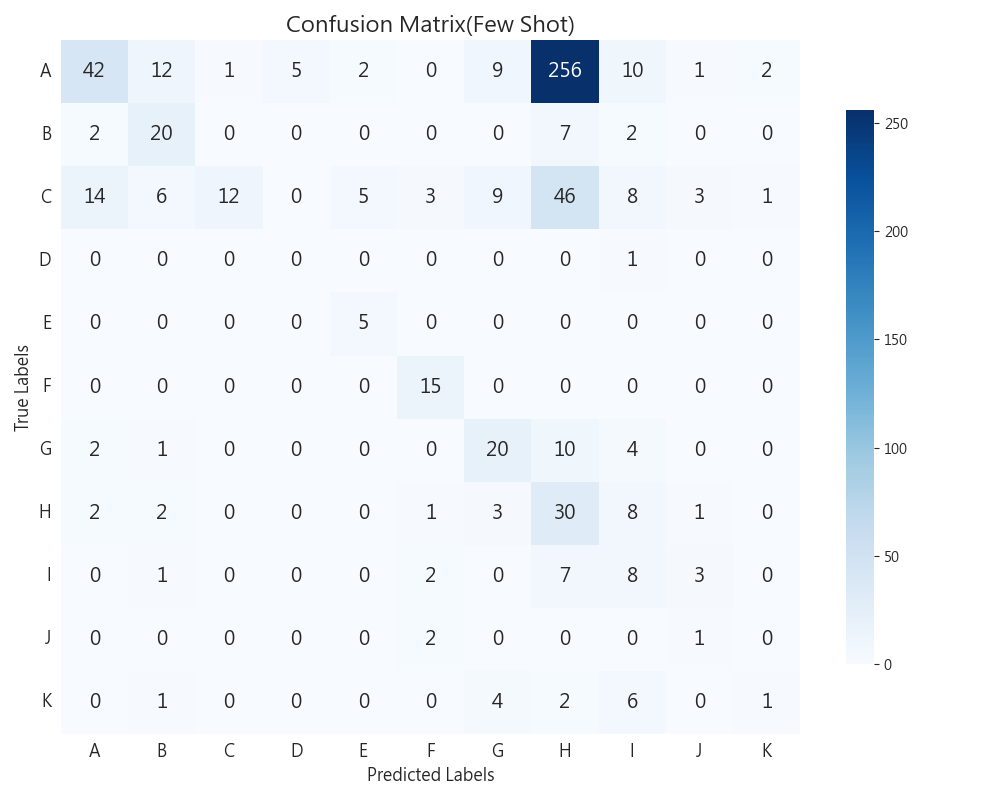 Confusion Matrix(Few Shot)
A 42 12 1 5 2 0 9 256 10 1 2
B 2 20 0 0 0 0 0 7 2 0 0
C 14 6 12 0 5 3 9 46 8 3 1
D 0 0 0 0 0 0 0 0 1 0 0
E 0 0 0 0 5 0 0 0 0 0 0
F 0 0 0 0 0 15 0 0 0 0 0
G 2 1 0 0 0 0 20 10 4 0 0
H 2 2 0 0 0 1 3 30 8 1 0
I 0 1 0 0 0 2 0 7 8 3 0
J 0 0 0 0 0 2 0 0 0 1 0
K 0 1 0 0 0 0 4 2 6 0 1
A B C D E F G H I J K
Predicted Labels
True Labels
250
200
150
100
50
0